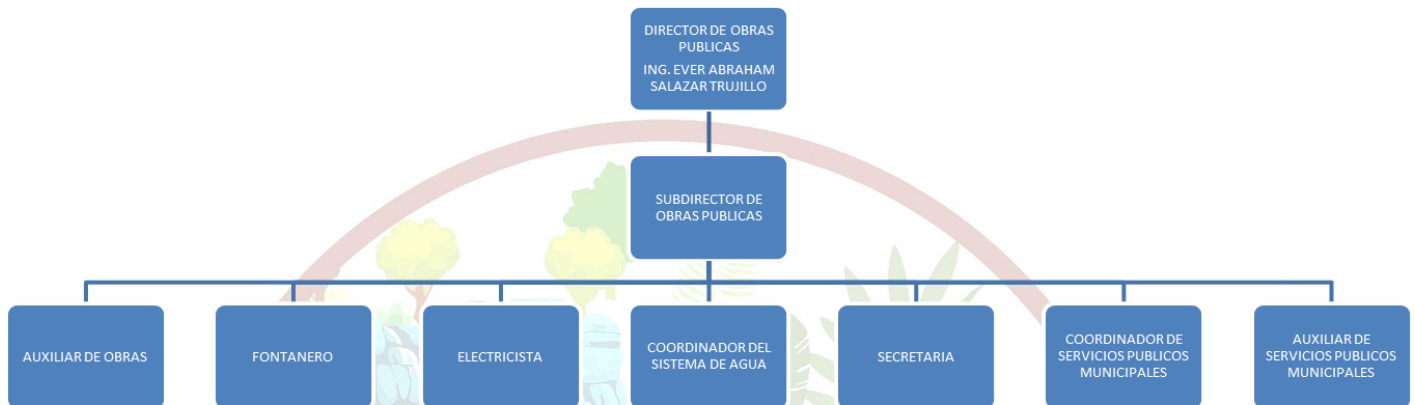 DIRECTOR DE OBRAS
PUBLICAS
ING. EVER ABRAHAM
SALAZAR TRUJILLO
SUBDIRECTOR DE
OBRAS PUBLICAS
AUXILIAR DE OBRAS
FONTANERO
ELECTRICISTA
COORDINADOR DEL
SISTEMA DE AGUA
SECRETARIA
COORDINADOR DE
SERVICIOS PUBLICOS
MUNICIPALES
AUXILIAR DE
SERVICIOS PUBLICOS
MUNICIPALES